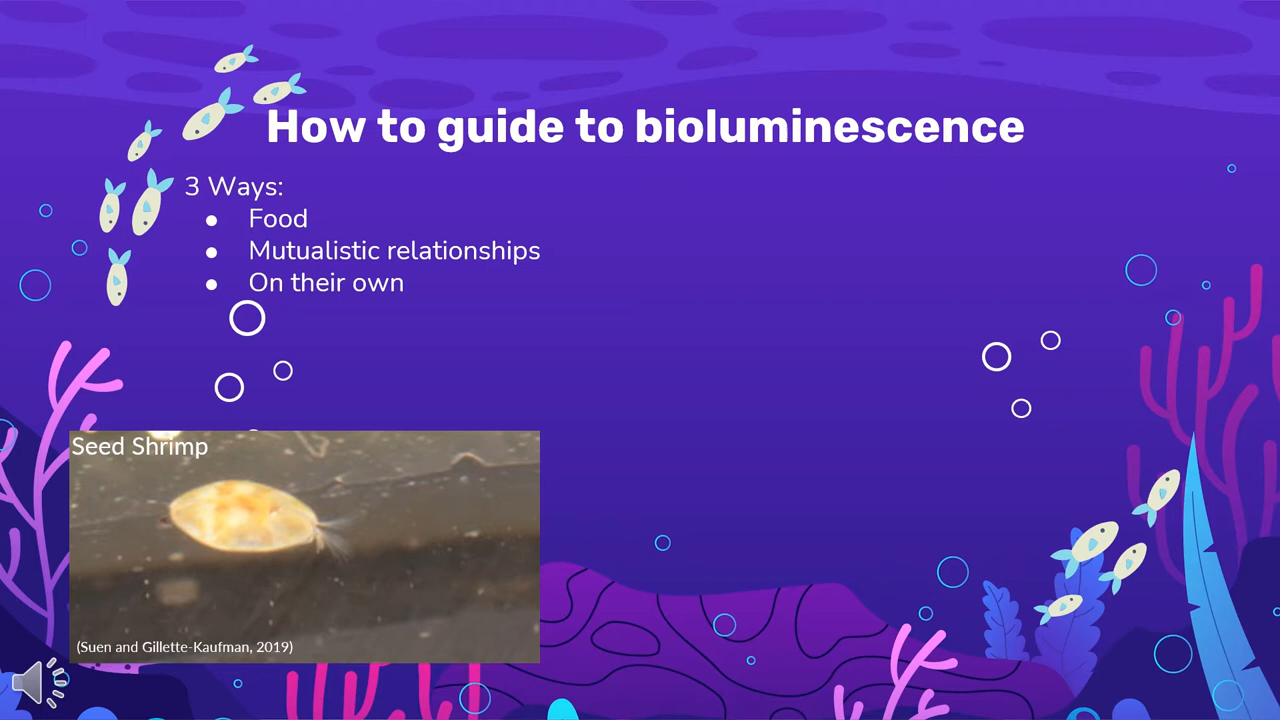 How to guide to bioluminescence
3 Ways:
● Food
● Mutualistic relationships
● On their own
Seed Shrimp
(Suen and Gillette-Kaufman, 2019)